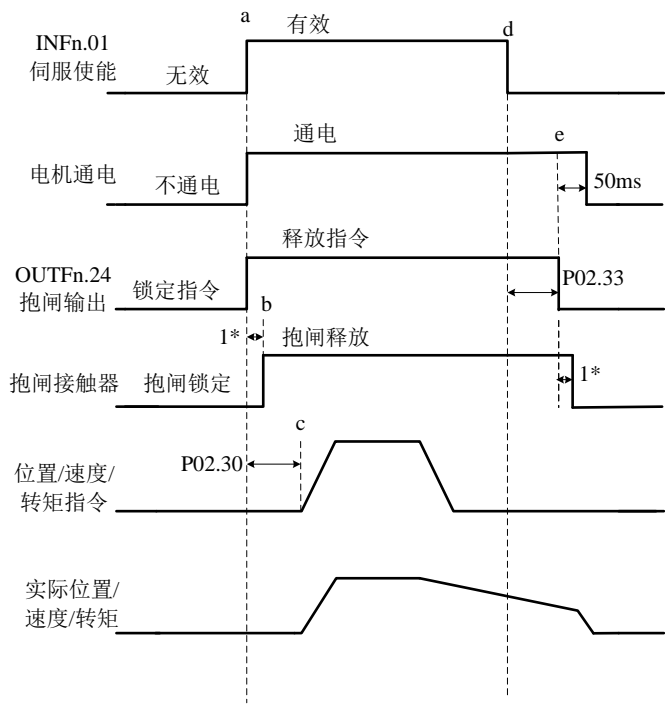 a
INFn.01
伺服使能
无效
有效
d
电机通电
不通电
通电
e
50ms
OUTFn.24
抱闸输出
锁定指令
释放指令
P02.33
1*
b
抱闸接触器
抱闸锁定
抱闸释放
1*
P02.30
c
位置/速度/
转矩指令
实际位置/
速度/转矩